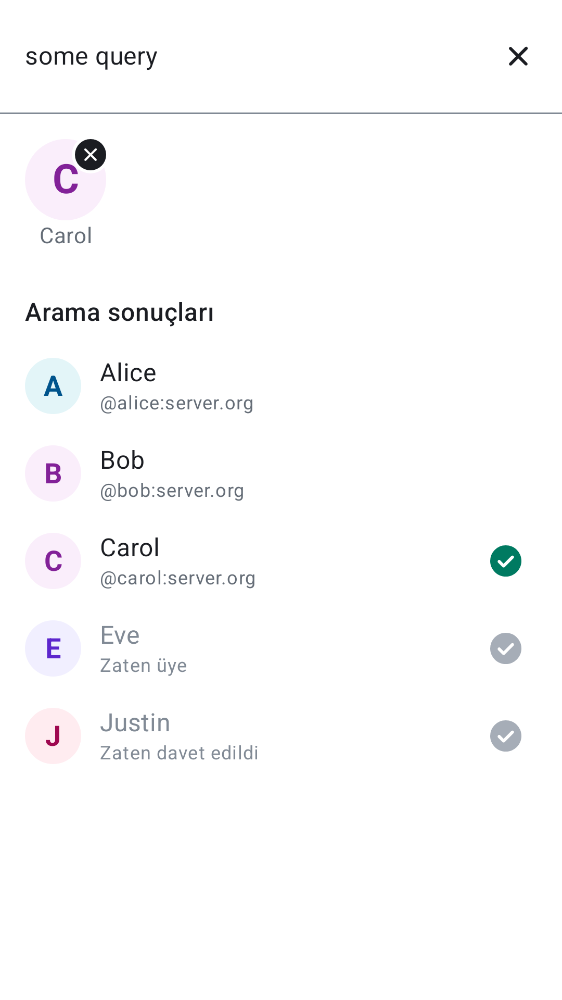 some query
C
Carol
Arama sonuçları
A
Alice
@alice:server.org
B
Bob
@bob:server.org
C
Carol
@carol:server.org
E
Eve
Zaten üye
J
Justin
Zaten davet edildi